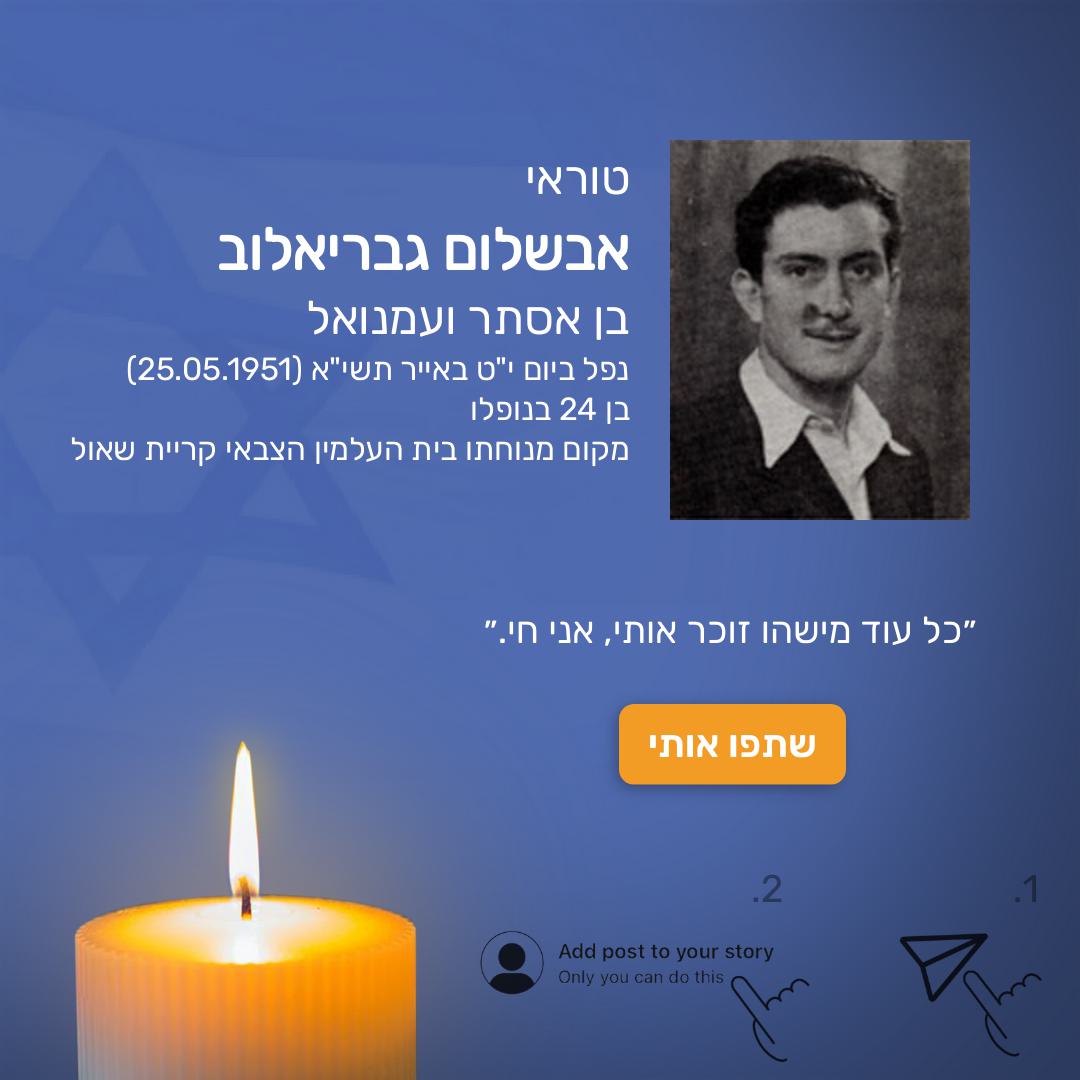 טוראי
אבשלום גבריאלוב
בן אסתר ועמנואל
נפל ביום י"ט באייר תשי"א (25.05.1951)
בן 24 בנופלו
מקום מנוחתו בית העלמין הצבאי קריית שאול
״כל עוד מישהו זוכר אותי, אני חי.״
שתפו אותי
1.
2.
Add post to your story
Only you can do this